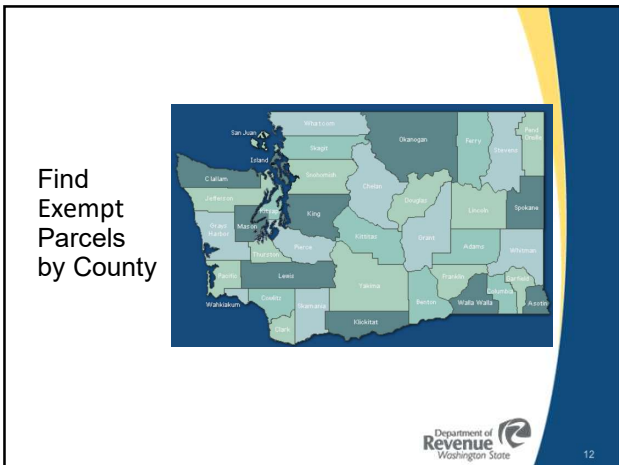 Find
Exempt
Parcels
by County
Whatcom
San Juan
Skagit
Island
Okanogan
Ferry
Stevens
Pend
Oreille
Clallam
Snohomish
Chelan
Jefferson
Douglas
Lincoln
Spokane
Kitsap
King
Grays
Harbor
Mason
Kittitas
Grant
Pierce
Adams
Whitman
Thurston
Pacific
Lewis
Yakima
Franklin
Garfield
Columbia
Wahkiakum
Cowlitz
Skamania
Benton
Walla Walla
Asotin
Klickitat
Clark
Department of
Revenue
Washington State
12